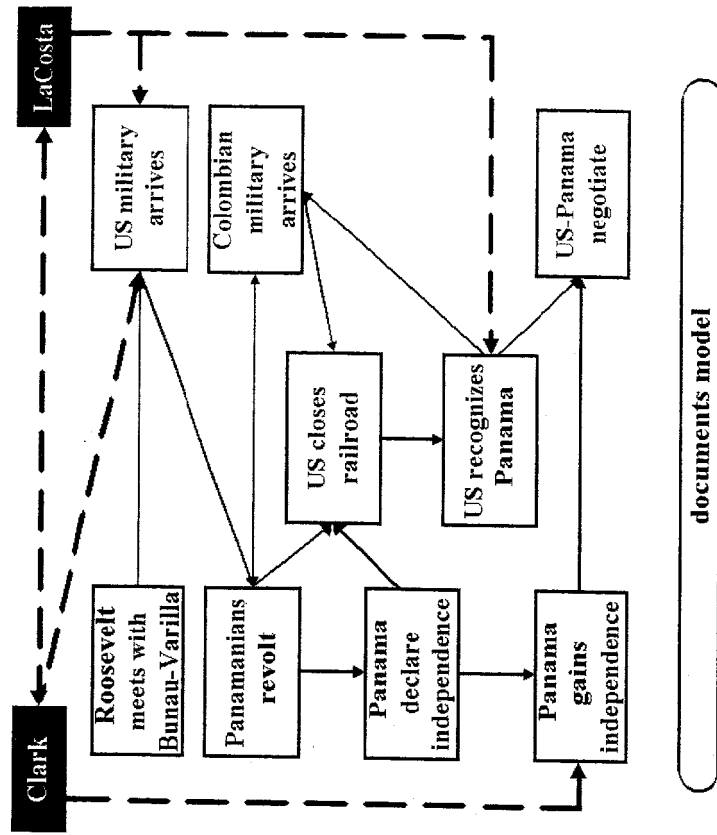 Clark
LaCosta
Roosevelt
meets with
Bunau-Varilla
US military
arrives
Panamanians
revolt
Colombian
military
arrives
US closes
railroad
Panama
declare
independence
US recognizes
Panama
Panama
gains
independence
US-Panama
negotiate
documents model